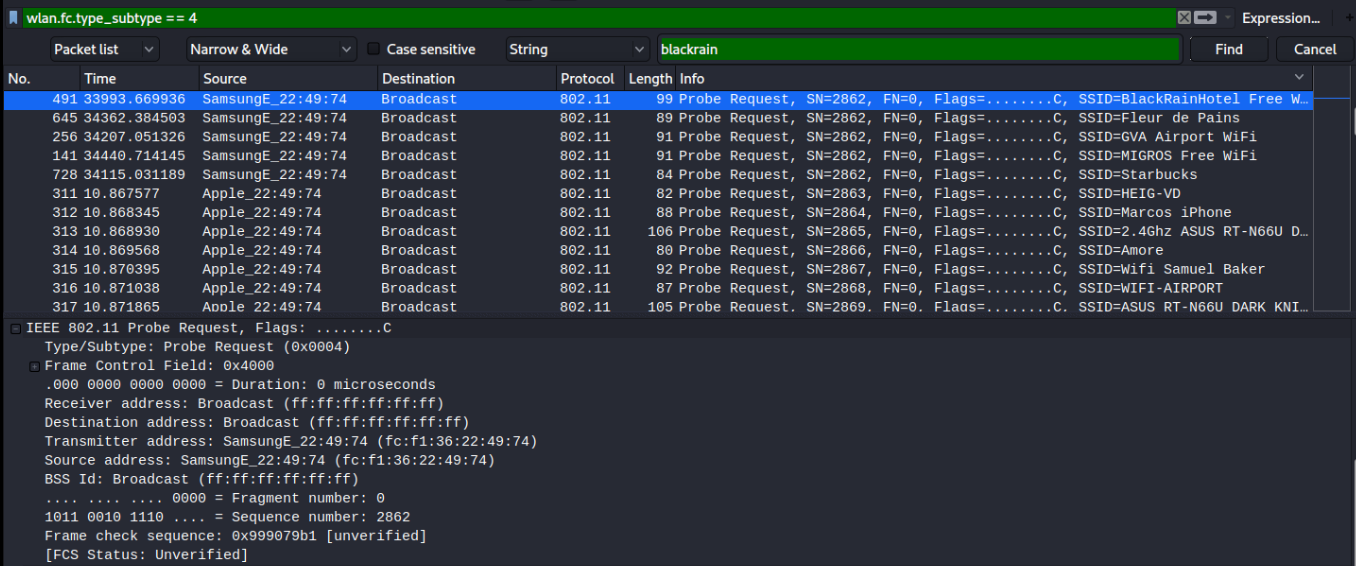 wlan.fc.type_subtype == 4 Expression... +
Packet list Narrow & Wide Case sensitive String blackrain Find Cancel
No. Time Source Destination Protocol Length Info
491 33993.669936 SamsungE_22:49:74 Broadcast 802.11 99 Probe Request, SN=2862, FN=0, Flags=........C, SSID=BlackRainHotel Free W…
645 34362.384503 SamsungE_22:49:74 Broadcast 802.11 89 Probe Request, SN=2862, FN=0, Flags=........C, SSID=Fleur de Pains
256 34207.051326 SamsungE_22:49:74 Broadcast 802.11 91 Probe Request, SN=2862, FN=0, Flags=........C, SSID=GVA Airport WiFi
141 34440.714145 SamsungE_22:49:74 Broadcast 802.11 91 Probe Request, SN=2862, FN=0, Flags=........C, SSID=MIGROS Free WiFi
728 34115.031189 SamsungE_22:49:74 Broadcast 802.11 84 Probe Request, SN=2862, FN=0, Flags=........C, SSID=Starbucks
311 10.867577 Apple_22:49:74 Broadcast 802.11 82 Probe Request, SN=2863, FN=0, Flags=........C, SSID=HEIG-VD
312 10.868345 Apple_22:49:74 Broadcast 802.11 88 Probe Request, SN=2864, FN=0, Flags=........C, SSID=Marcos iPhone
313 10.868930 Apple_22:49:74 Broadcast 802.11 106 Probe Request, SN=2865, FN=0, Flags=........C, SSID=2.4Ghz ASUS RT-N66U D…
314 10.869568 Apple_22:49:74 Broadcast 802.11 80 Probe Request, SN=2866, FN=0, Flags=........C, SSID=Amore
315 10.870395 Apple_22:49:74 Broadcast 802.11 92 Probe Request, SN=2867, FN=0, Flags=........C, SSID=Wifi Samuel Baker
316 10.871038 Apple_22:49:74 Broadcast 802.11 87 Probe Request, SN=2868, FN=0, Flags=........C, SSID=WIFI-AIRPORT
317 10.871865 Apple_22:49:74 Broadcast 802.11 105 Probe Request, SN=2869, FN=0, Flags=........C, SSID=ASUS RT-N66U DARK KNI…
IEEE 802.11 Probe Request, Flags: ........C
Type/Subtype: Probe Request (0x0004)
Frame Control Field: 0x4000
.000 0000 0000 0000 = Duration: 0 microseconds
Receiver address: Broadcast (ff:ff:ff:ff:ff:ff)
Destination address: Broadcast (ff:ff:ff:ff:ff:ff)
Transmitter address: SamsungE_22:49:74 (fc:f1:36:22:49:74)
Source address: SamsungE_22:49:74 (fc:f1:36:22:49:74)
BSS Id: Broadcast (ff:ff:ff:ff:ff:ff)
.... .... .... 0000 = Fragment number: 0
1011 0010 1110 .... = Sequence number: 2862
Frame check sequence: 0x999079b1 [unverified]
[FCS Status: Unverified]